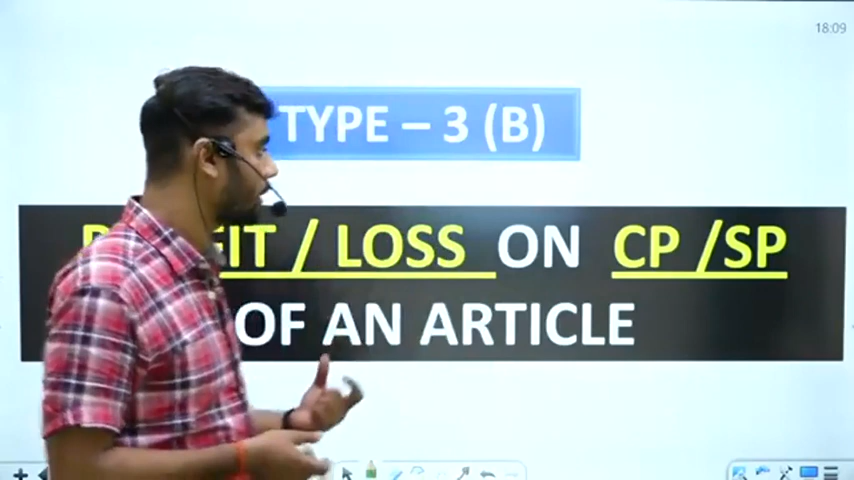 18:09
TYPE – 3 (B)
/ LOSS ON CP /SP
OF AN ARTICLE